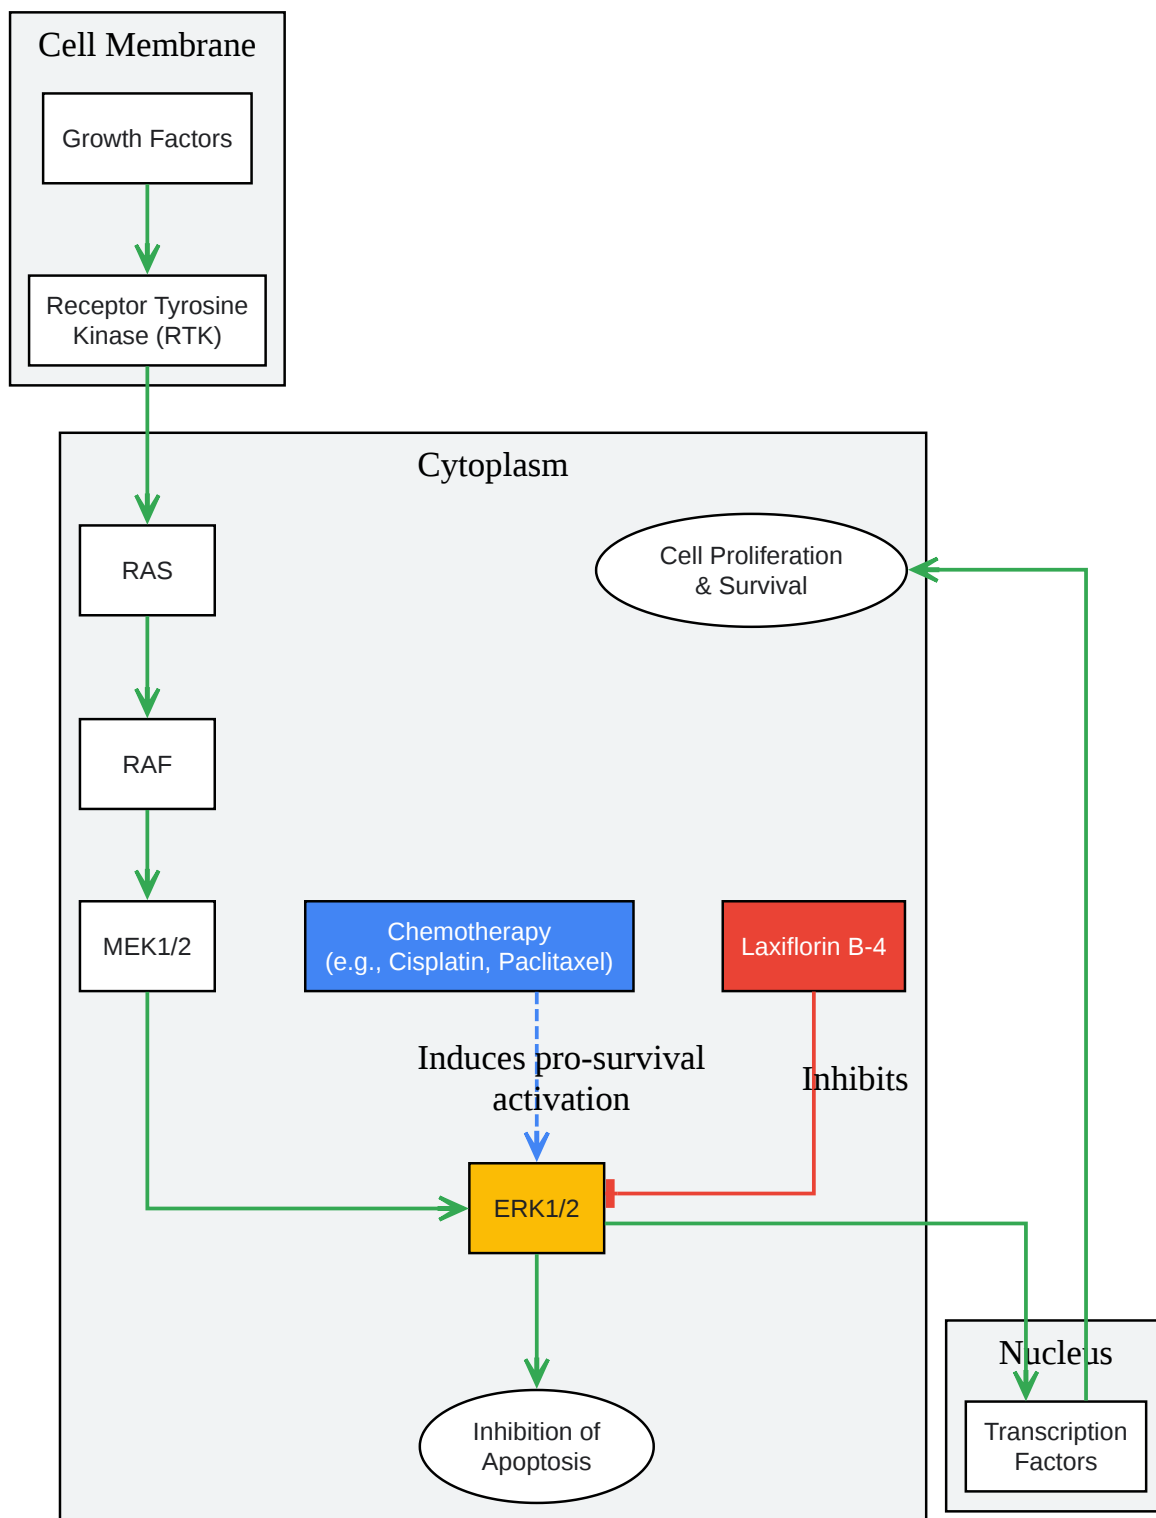 Cell Membrane
Growth Factors
Receptor Tyrosine
Kinase (RTK)
Cytoplasm
RAS
Cell Proliferation
& Survival
RAF
MEK1/2
Chemotherapy
(e.g., Cisplatin, Paclitaxel)
Laxiflorin B-4
Induces pro-survival
activation
Inhibits
ERK1/2
Nucleus
Inhibition of
Apoptosis
Transcription
Factors